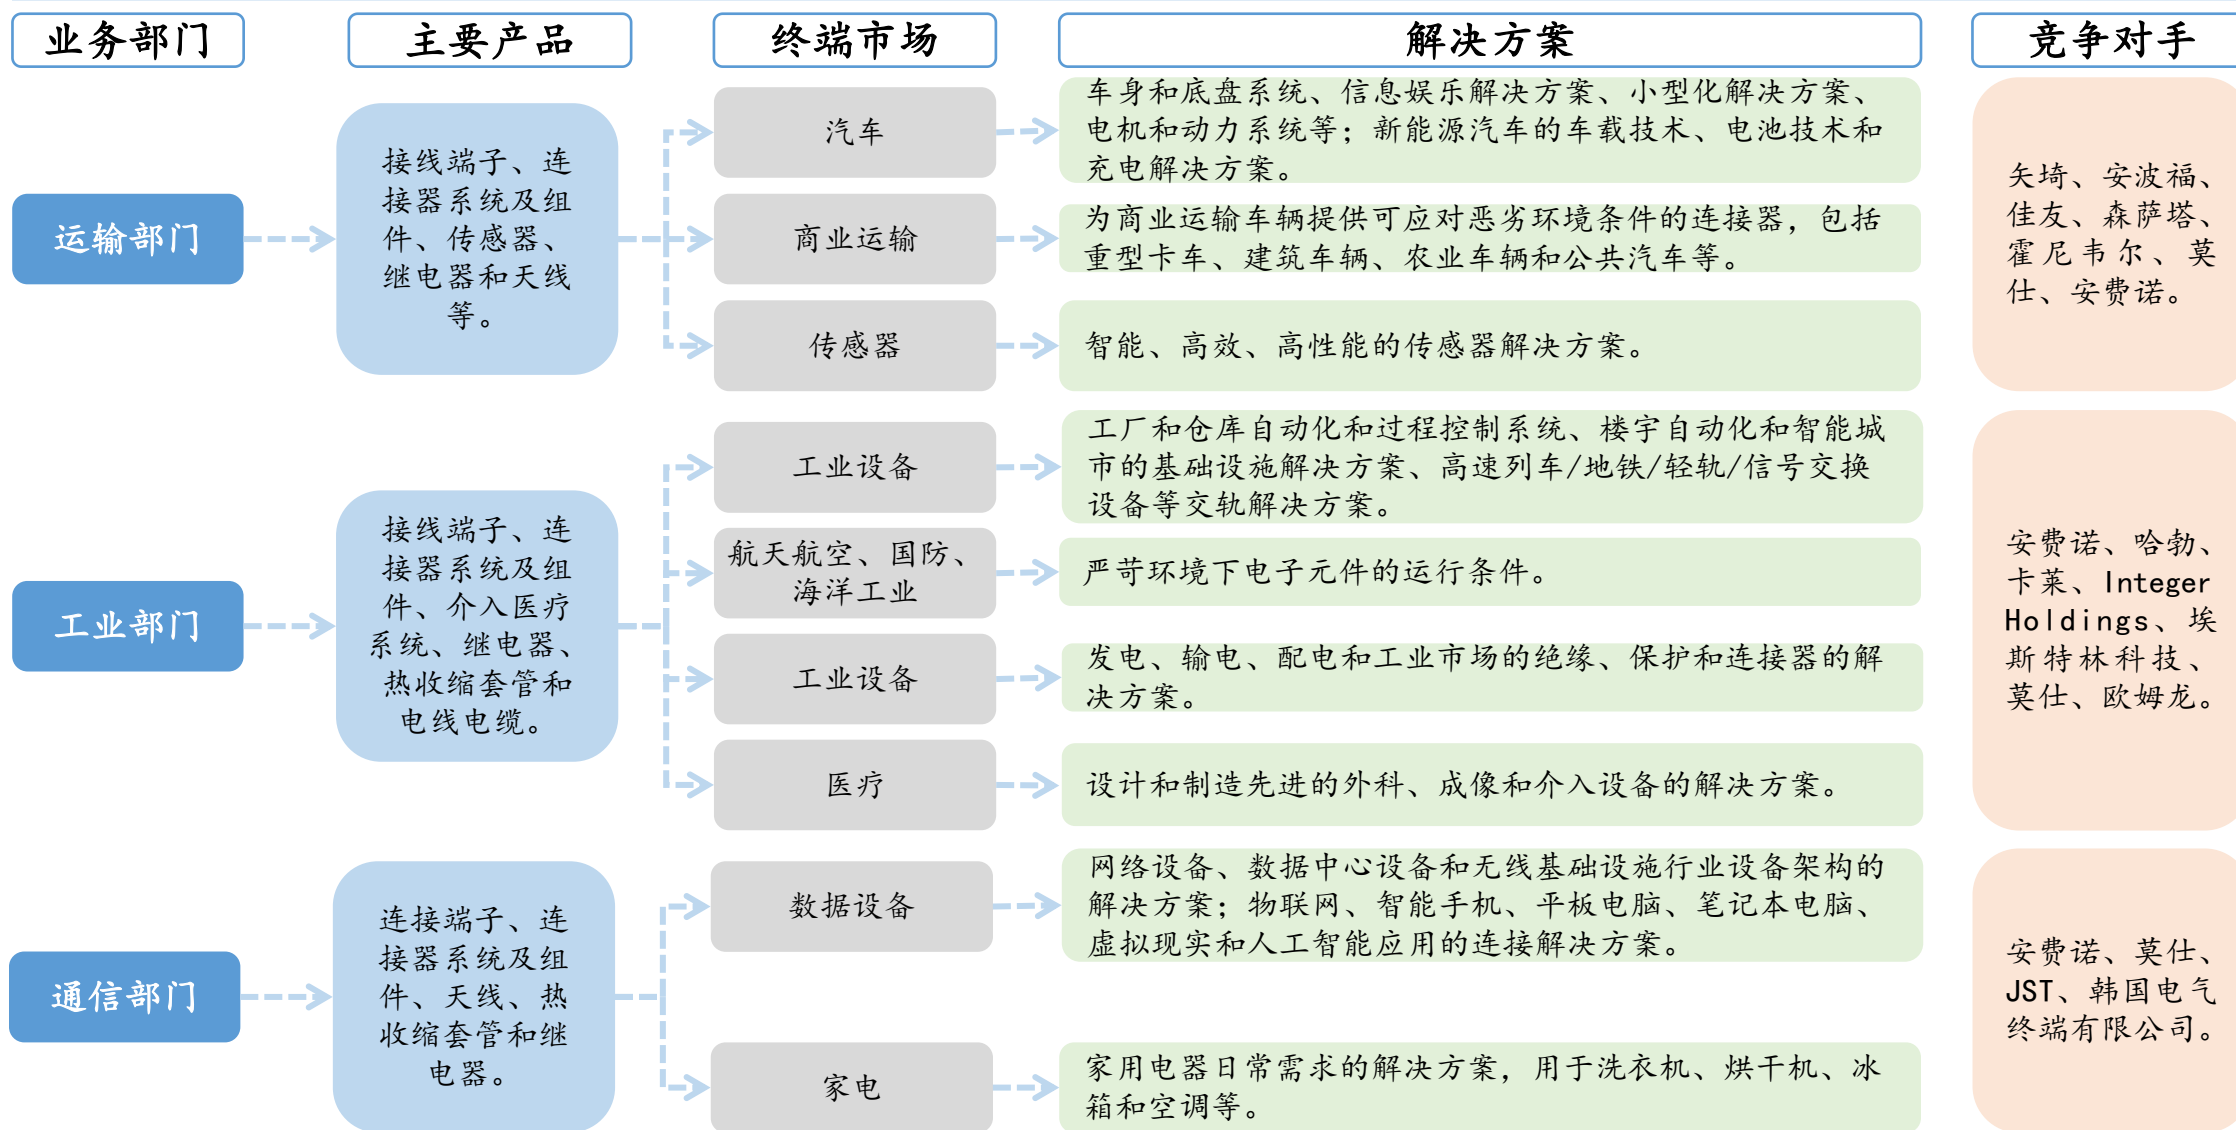 业务部门
主要产品
终端市场
解决方案
竞争对手
运输部门
接线端子、连
接器系统及组
件、传感器、
继电器和天线
等。
汽车
车身和底盘系统、信息娱乐解决方案、小型化解决方案、
电机和动力系统等；新能源汽车的车载技术、电池技术和
充电解决方案。
商业运输
为商业运输车辆提供可应对恶劣环境条件的连接器，包括
重型卡车、建筑车辆、农业车辆和公共汽车等。
传感器
智能、高效、高性能的传感器解决方案。
矢埼、安波福、
佳友、森萨塔、
霍尼韦尔、莫
仕、安费诺。
工业部门
接线端子、连
接器系统及组
件、介入医疗
系统、继电器、
热收缩套管和
电线电缆。
工业设备
工厂和仓库自动化和过程控制系统、楼宇自动化和智能城
市的基础设施解决方案、高速列车/地铁/轻轨/信号交换
设备等交轨解决方案。
航天航空、国防、
海洋工业
严苛环境下电子元件的运行条件。
工业设备
发电、输电、配电和工业市场的绝缘、保护和连接器的解
决方案。
医疗
设计和制造先进的外科、成像和介入设备的解决方案。
安费诺、哈勃、
卡莱、Integer
Holdings、埃
斯特林科技、
莫仕、欧姆龙。
通信部门
连接端子、连
接器系统及组
件、天线、热
收缩套管和继
电器。
数据设备
网络设备、数据中心设备和无线基础设施行业设备架构的
解决方案；物联网、智能手机、平板电脑、笔记本电脑、
虚拟现实和人工智能应用的连接解决方案。
家电
家用电器日常需求的解决方案，用于洗衣机、烘干机、冰
箱和空调等。
安费诺、莫仕、
JST、韩国电气
终端有限公司。